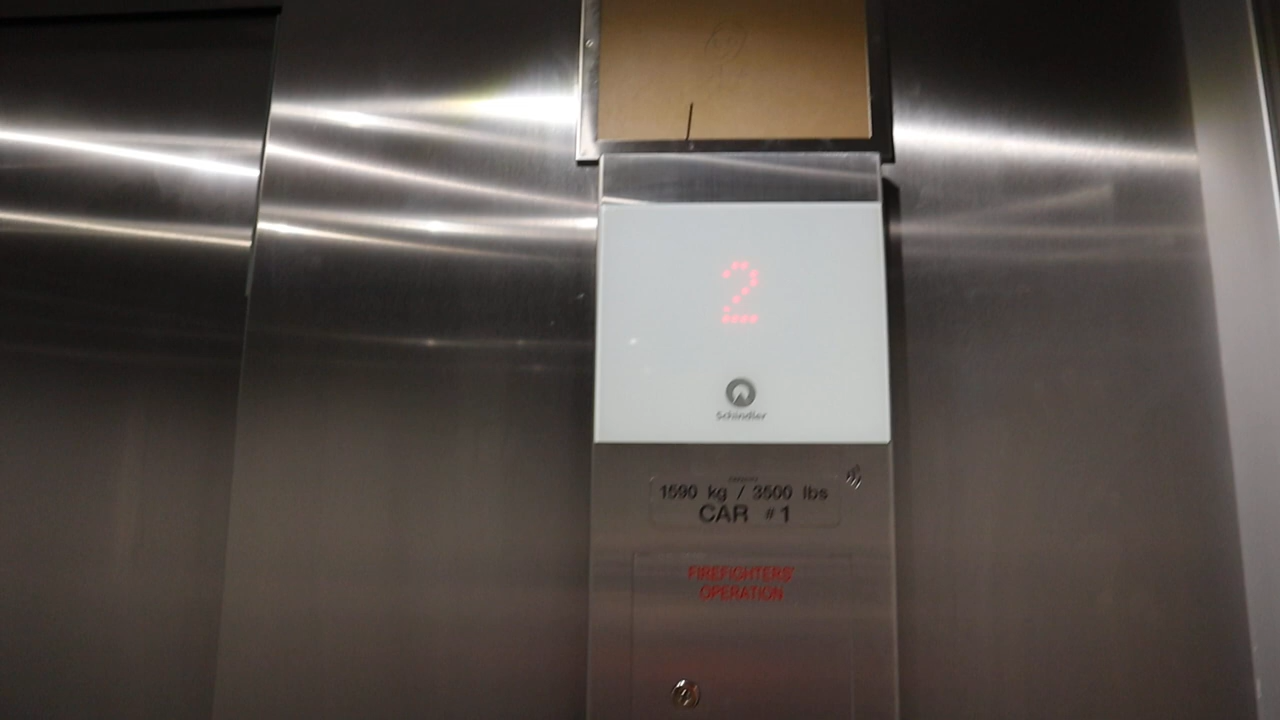 2
Schindler
1590 kg / 3500 lbs
CAR #1
FIREFIGHTERS'
OPERATION